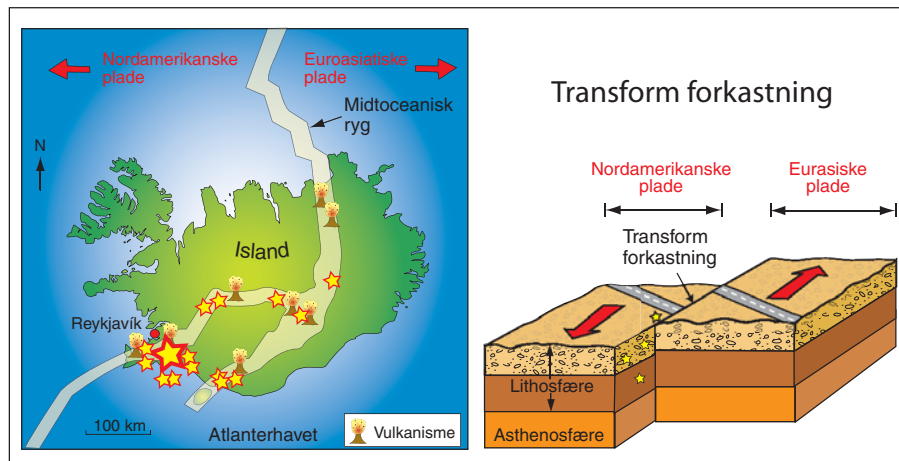 Nordamerikanske
plade
Euroasiatiske
plade
Midtoceanisk
ryg
N
Island
Reykjavík
100 km
Atlanterhavet
Vulkanisme
Transform forkastning
Nordamerikanske
plade
Eurasiske
plade
Transform
forkastning
Lithosfære
Asthenosfære